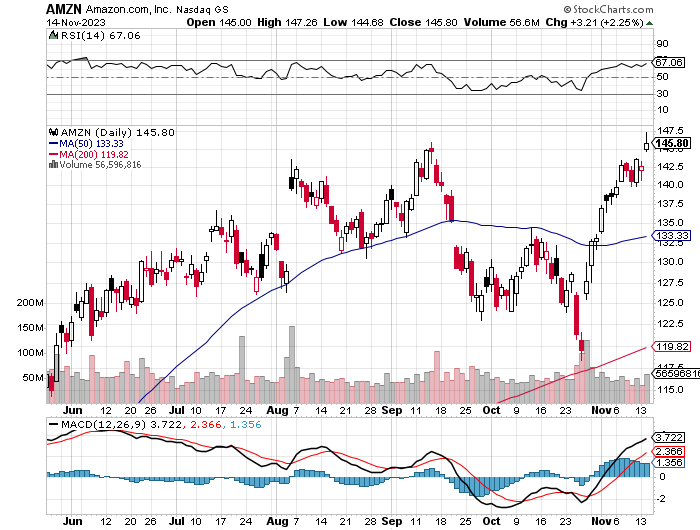 AMZN Amazon.com, Inc. Nasdaq GS © StockCharts.com
14-Nov-2023 Open 145.00 High 147.26 Low 144.68 Close 145.80 Volume 56.6M Chg +3.21 (+2.25%)
RSI(14) 67.06
90
70
67.06
50
30
10
AMZN (Daily) 145.80
MA(50) 133.33
MA(200) 119.82
Volume 56,596,816
147.5
145.80
142.5
140.0
137.5
135.0
133.33
132.5
130.0
127.5
125.0
122.5
119.82
117.5
56596816
115.0
200M
150M
100M
50M
Jun 12 20 26 Jul 10 17 24 Aug 7 14 21 28 Sep 11 18 25 Oct 9 16 23 Nov 6 13
MACD(12,26,9) 3.722, 2.366, 1.356
3.722
2.366
1.356
0
-2
Jun 12 20 26 Jul 10 17 24 Aug 7 14 21 28 Sep 11 18 25 Oct 9 16 23 Nov 6 13